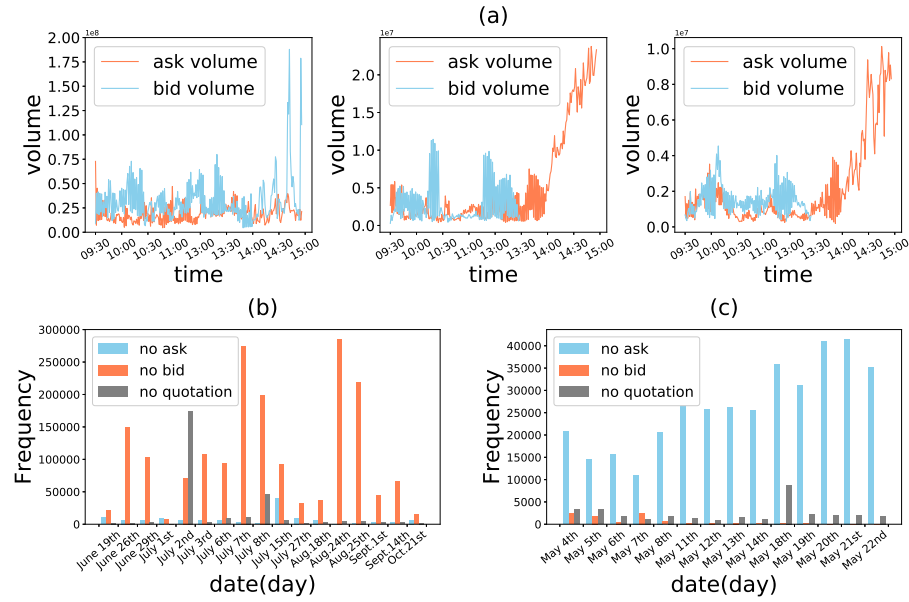 (a)
1e8
ask volume
bid volume
2.00
1.75
1.50
1.25
1.00
0.75
0.50
0.25
0.00
volume
09:30
10:00
10:30
11:00
13:00
13:30
14:00
14:30
15:00
time
1e7
ask volume
bid volume
2.0
1.5
1.0
0.5
0.0
volume
09:30
10:00
10:30
11:00
13:00
13:30
14:00
14:30
15:00
time
1e7
ask volume
bid volume
1.0
0.8
0.6
0.4
0.2
0.0
volume
09:30
10:00
10:30
11:00
13:00
13:30
14:00
14:30
15:00
time
(b)
no ask
no bid
no quotation
300000
250000
200000
150000
100000
50000
0
Frequency
June 19th
June 26th
June 29th
July 1st
July 2nd
July 3rd
July 6th
July 7th
July 8th
July 15th
July 27th
Aug.18th
Aug.24th
Aug.25th
Sept.1st
Sept.14th
Oct.21st
date(day)
(c)
no ask
no bid
no quotation
40000
35000
30000
25000
20000
15000
10000
5000
0
Frequency
May 4th
May 5th
May 6th
May 7th
May 8th
May 11th
May 12th
May 13th
May 14th
May 18th
May 19th
May 20th
May 21st
May 22nd
date(day)